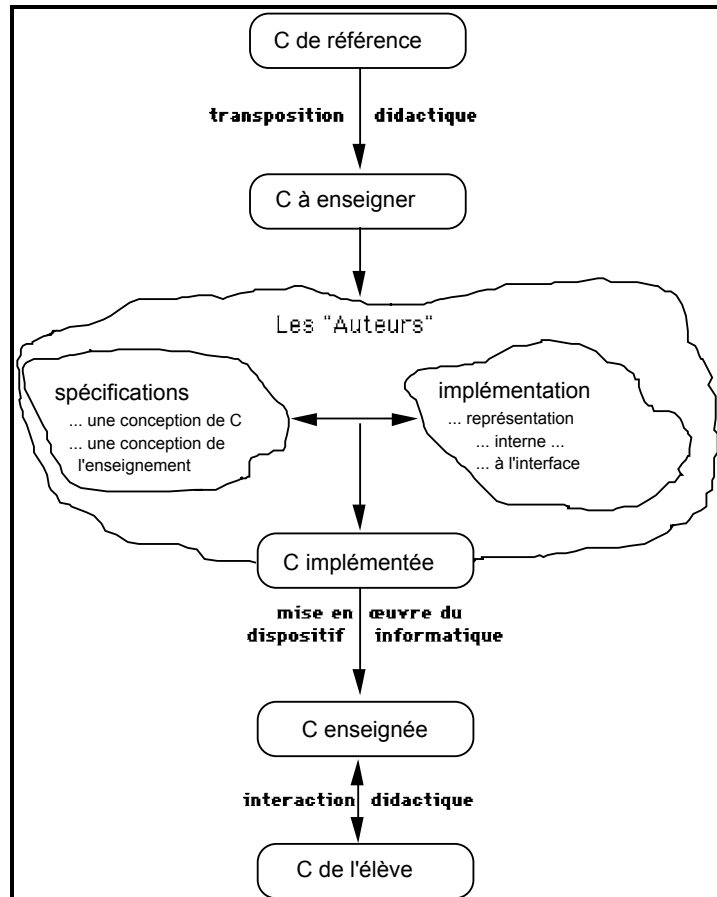 C de référence
transposition didactique
C à enseigner
Les "Auteurs"
spécifications
... une conception de C
... une conception de
l'enseignement
implémentation
... représentation
... interne ...
... à l'interface
C implémentée
mise en œuvre du
dispositif informatique
C enseignée
interaction didactique
C de l'élève